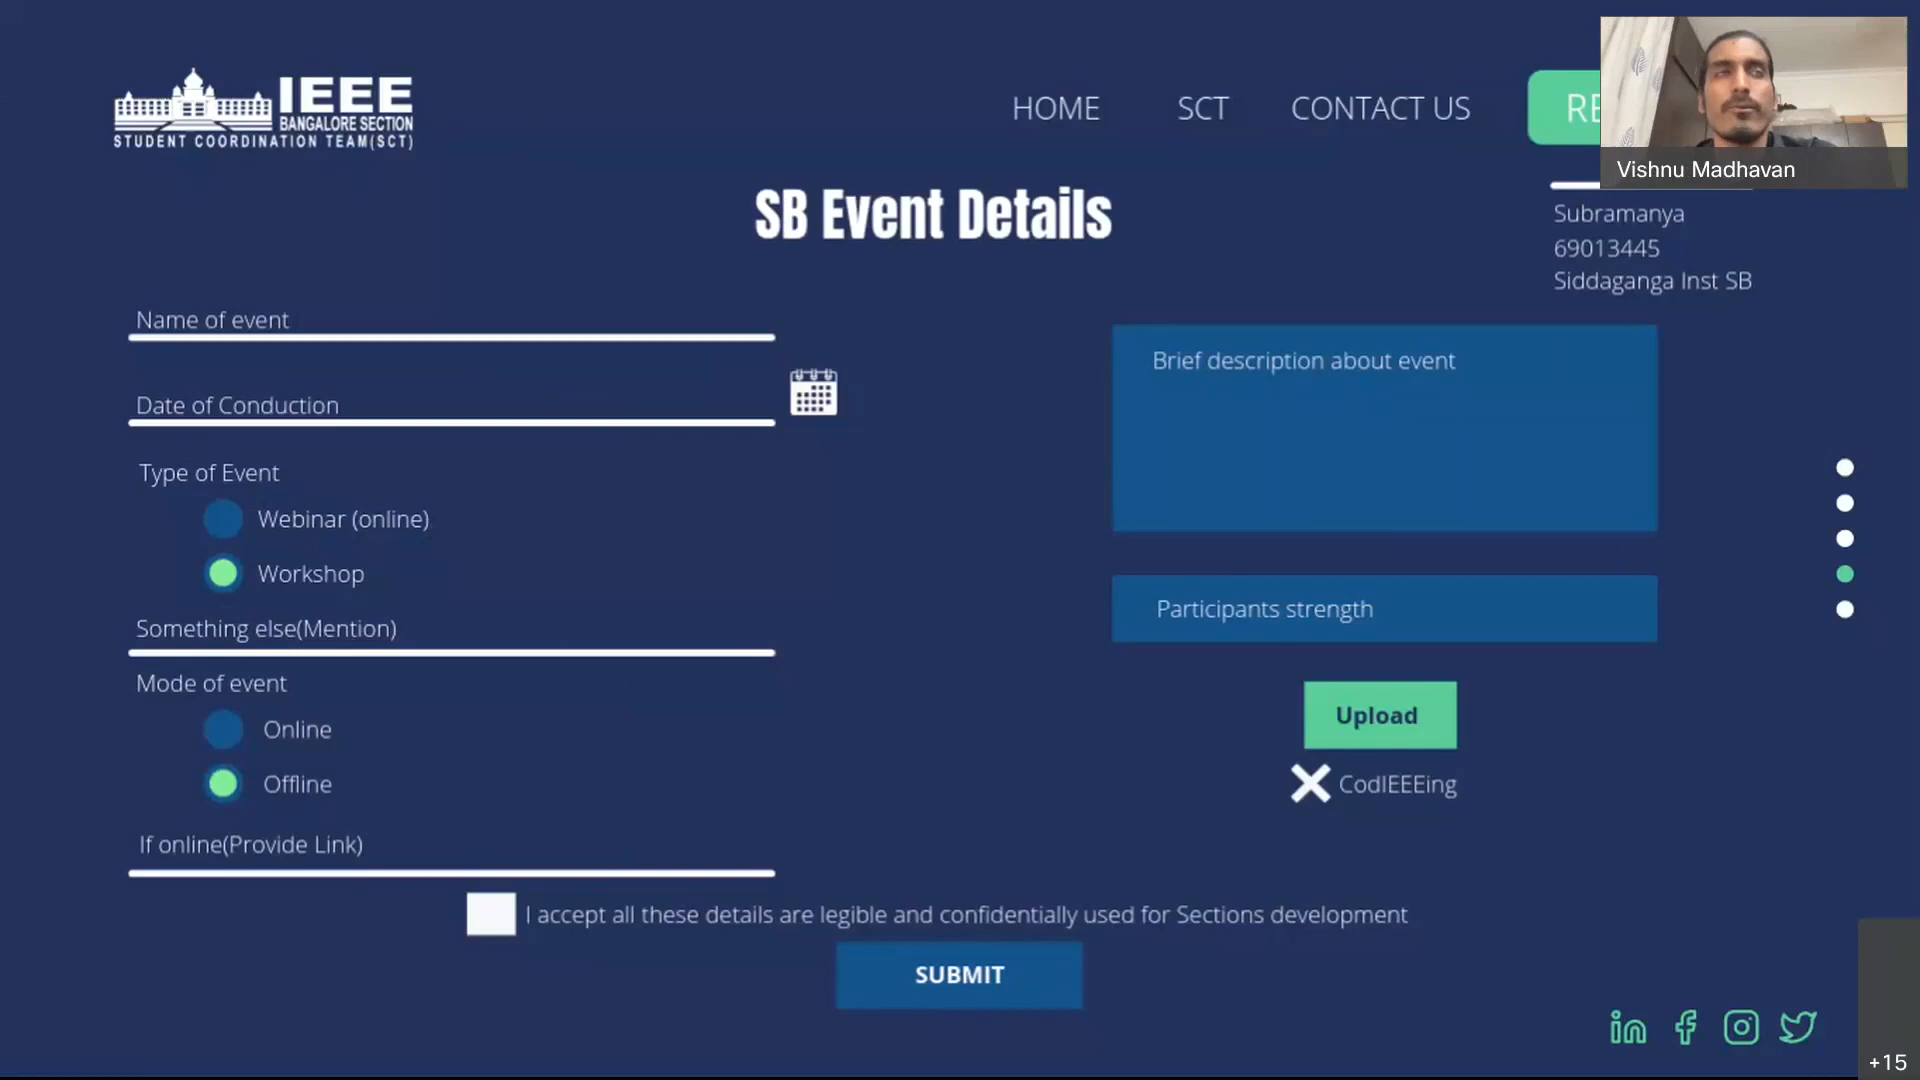 IEEE
BANGALORE SECTION
STUDENT COORDINATION TEAM(SCT)
HOME
SCT
CONTACT US
Vishnu Madhavan
SB Event Details
Subramanya
69013445
Siddaganga Inst SB
Name of event
Date of Conduction
Type of Event
Webinar (online)
Workshop
Something else(Mention)
Mode of event
Online
Offline
If online(Provide Link)
Brief description about event
Participants strength
Upload
CodIEEEing
I accept all these details are legible and confidentially used for Sections development
SUBMIT
+15